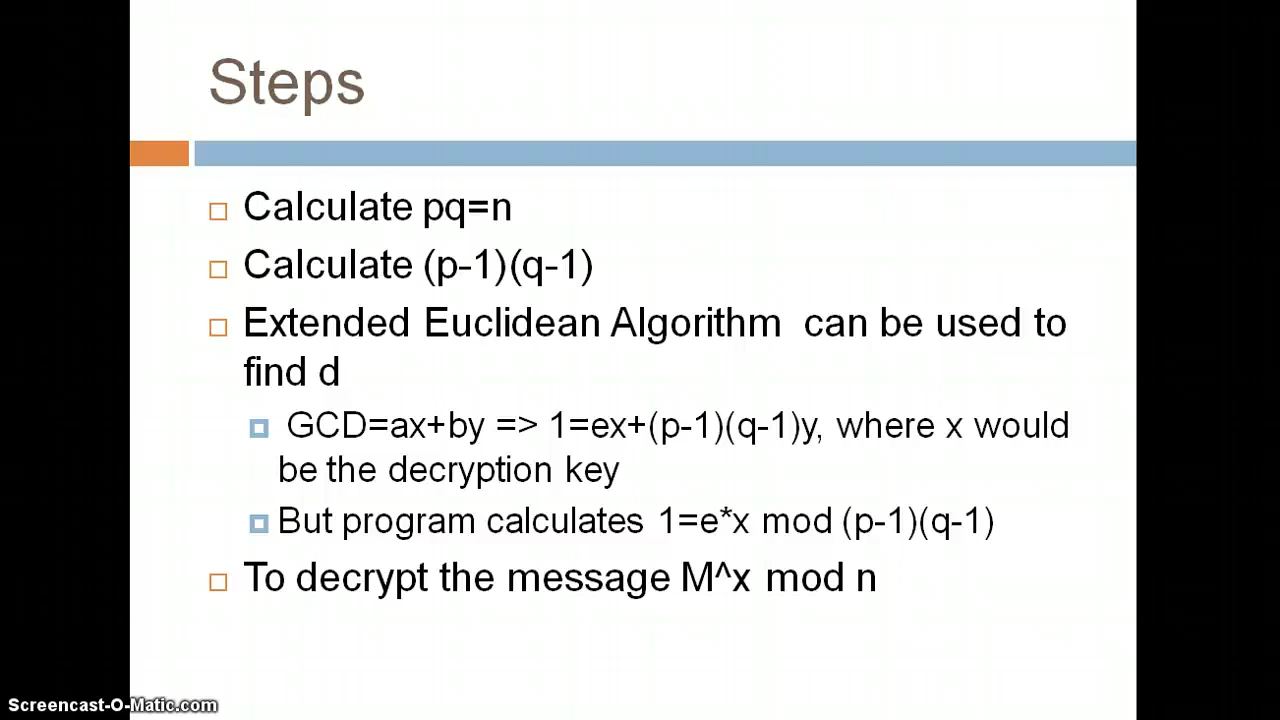 Steps
Calculate pq=n
Calculate (p-1)(q-1)
Extended Euclidean Algorithm can be used to
find d
GCD=ax+by => 1=ex+(p-1)(q-1)y, where x would
be the decryption key
But program calculates 1=e*x mod (p-1)(q-1)
To decrypt the message M^x mod n
Screencast-O-Matic.com